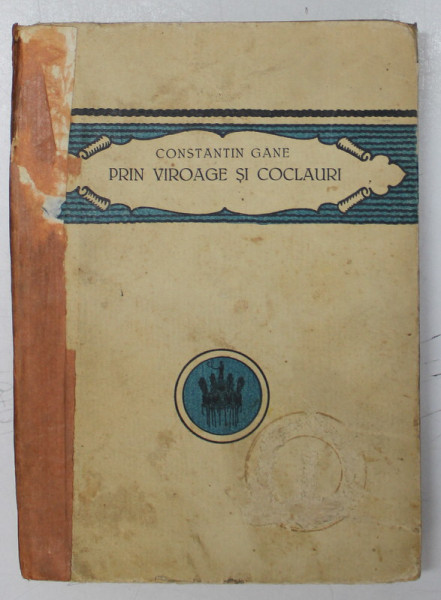 CONSTANTIN GANE
PRIN VIROAGE ȘI COCLAURI